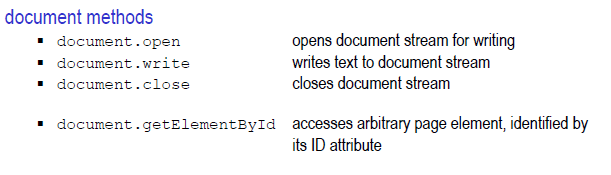 document methods
▪ document.open opens document stream for writing
▪ document.write writes text to document stream
▪ document.close closes document stream
▪ document.getElementById accesses arbitrary page element, identified by
its ID attribute